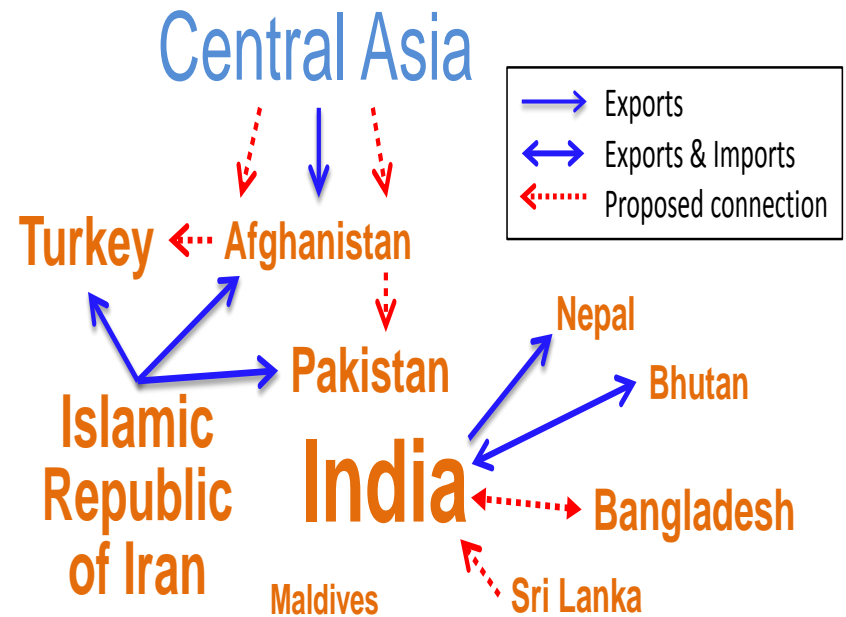 Central Asia
Exports
Exports & Imports
Proposed connection
Turkey
Afghanistan
Nepal
Pakistan
Bhutan
Islamic
Republic
of Iran
India
Bangladesh
Maldives
Sri Lanka